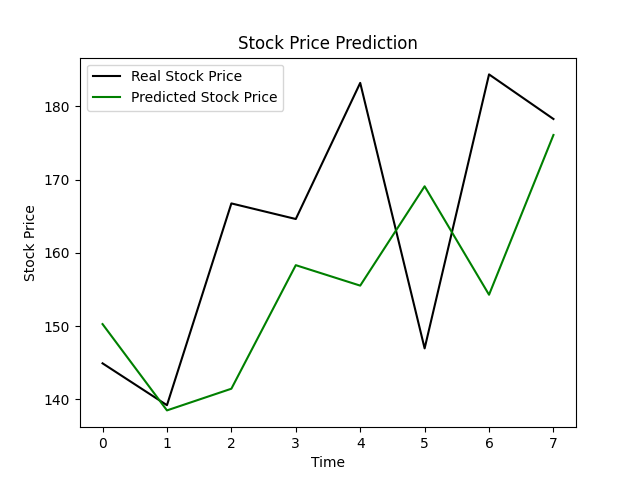 Stock Price Prediction
Real Stock Price
Predicted Stock Price
180
170
160
150
140
Stock Price
0 1 2 3 4 5 6 7
Time